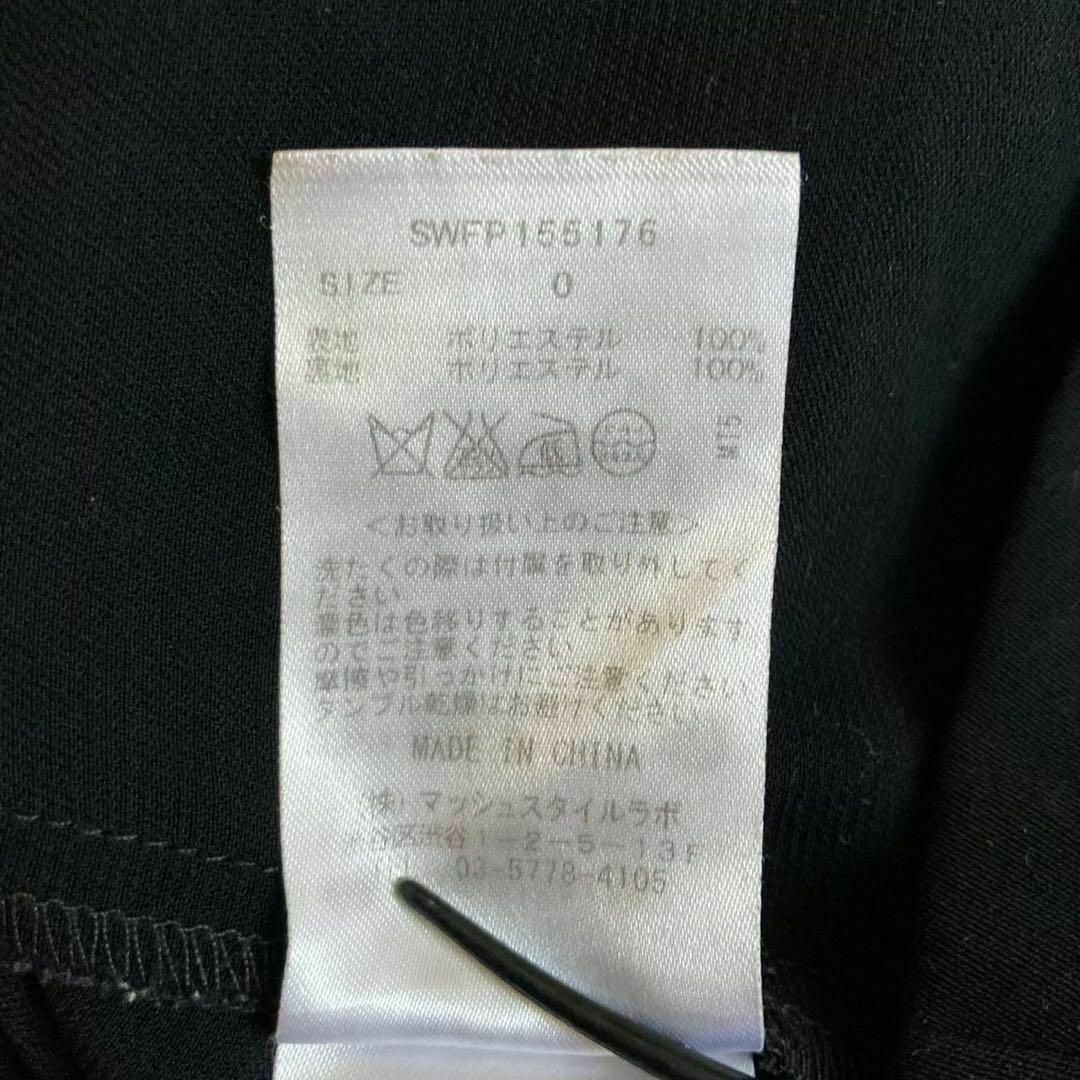 SWFP155176
SIZE 0
表地 ポリエステル 100%
裏地 ポリエステル 100%
M15
<お取り扱い上のご注意>
洗たくの際は付属を取り外してく
ださい
着色は色移りすることがあります
のでご注意ください
摩擦や引っかけにご注意ください
タンブル乾燥はお避けください
MADE IN CHINA
(株)マッシュスタイルラボ
谷区渋谷1-2-5-13F
03-5778-4105